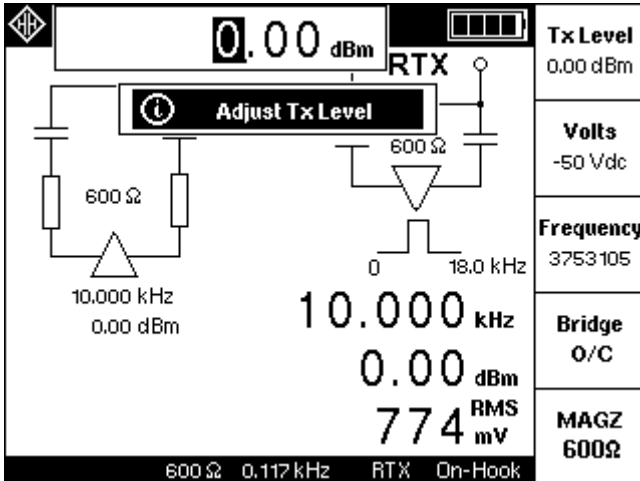 0.00 dBm
RTX
Adjust Tx Level
600 Ω
600 Ω
0
18.0 kHz
10.000 kHz
0.00 dBm
10.000 kHz
0.00 dBm
774 RMS mV
600 Ω 0.117 kHz RTX On-Hook
Tx Level
0.00 dBm
Volts
-50 Vdc
Frequency
3753105
Bridge
O/C
MAGZ
600Ω